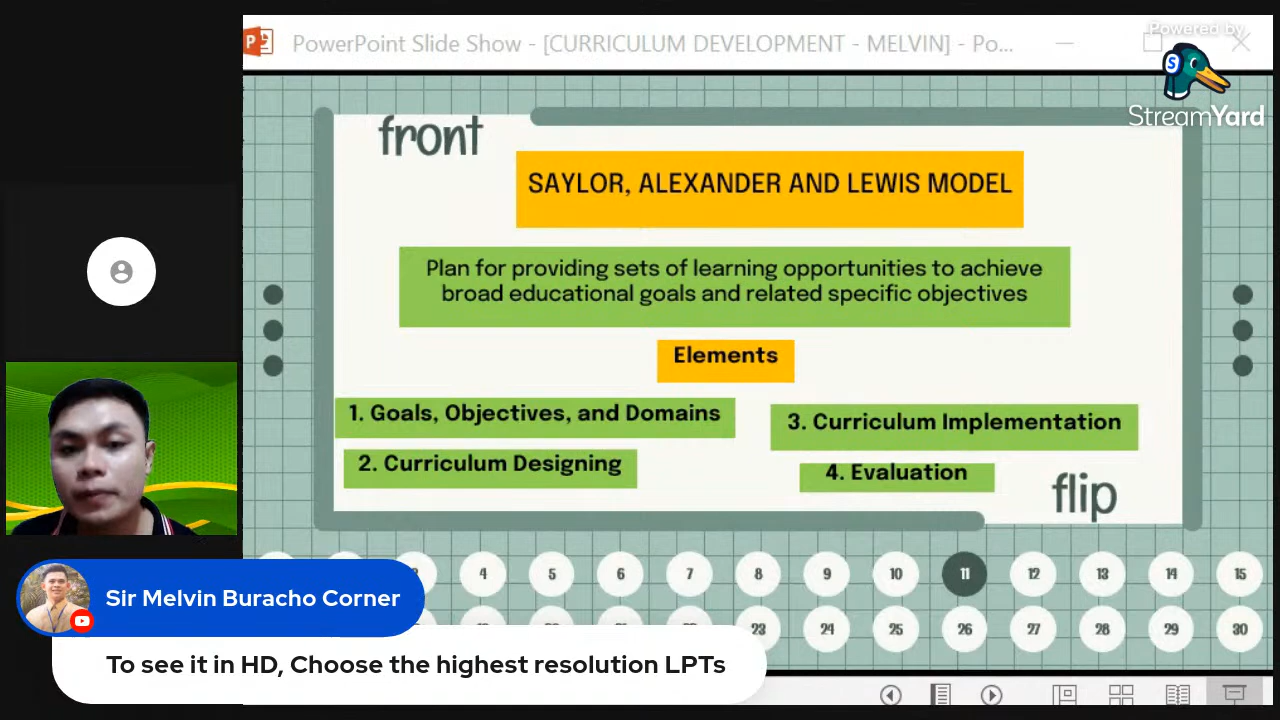 PowerPoint Slide Show - [CURRICULUM DEVELOPMENT - MELVIN] - Po...
Powered by
StreamYard
front
SAYLOR, ALEXANDER AND LEWIS MODEL
Plan for providing sets of learning opportunities to achieve
broad educational goals and related specific objectives
Elements
1. Goals, Objectives, and Domains
2. Curriculum Designing
3. Curriculum Implementation
4. Evaluation
flip
4 5 6 7 8 9 10 11 12 13 14 15
23 24 25 26 27 28 29 30
Sir Melvin Buracho Corner
To see it in HD, Choose the highest resolution LPTs